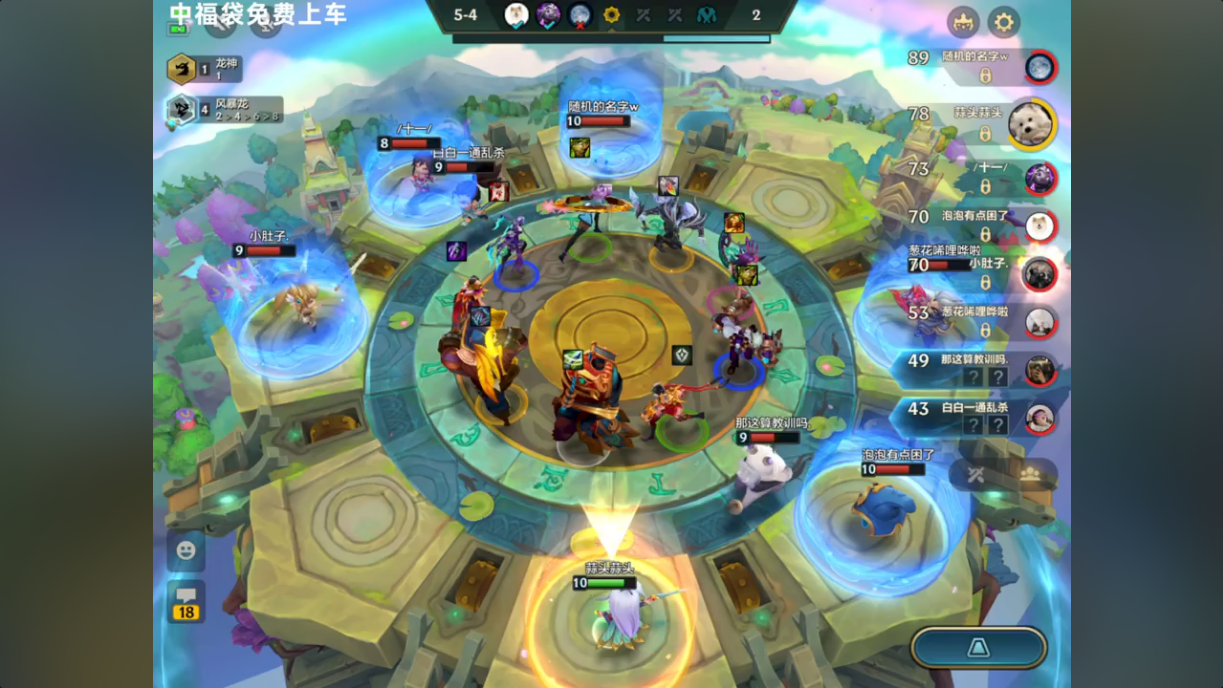 中福袋免费上车
5-4
2
1 龙神
1
4 风暴龙
2 > 4 > 6 > 8
89 随机的名字w
78 蒜头蒜头
73 /十一/
70 泡泡有点困了
70 小肚子.
53 葱花唏哩哗啦
49 那这算教训吗.
? ?
43 白白一通乱杀
? ?
随机的名字w
10
/十一/
8
白白一通乱杀
9
小肚子.
9
葱花唏哩哗啦
那这算教训吗.
9
泡泡有点困了
10
蒜头蒜头
10
18